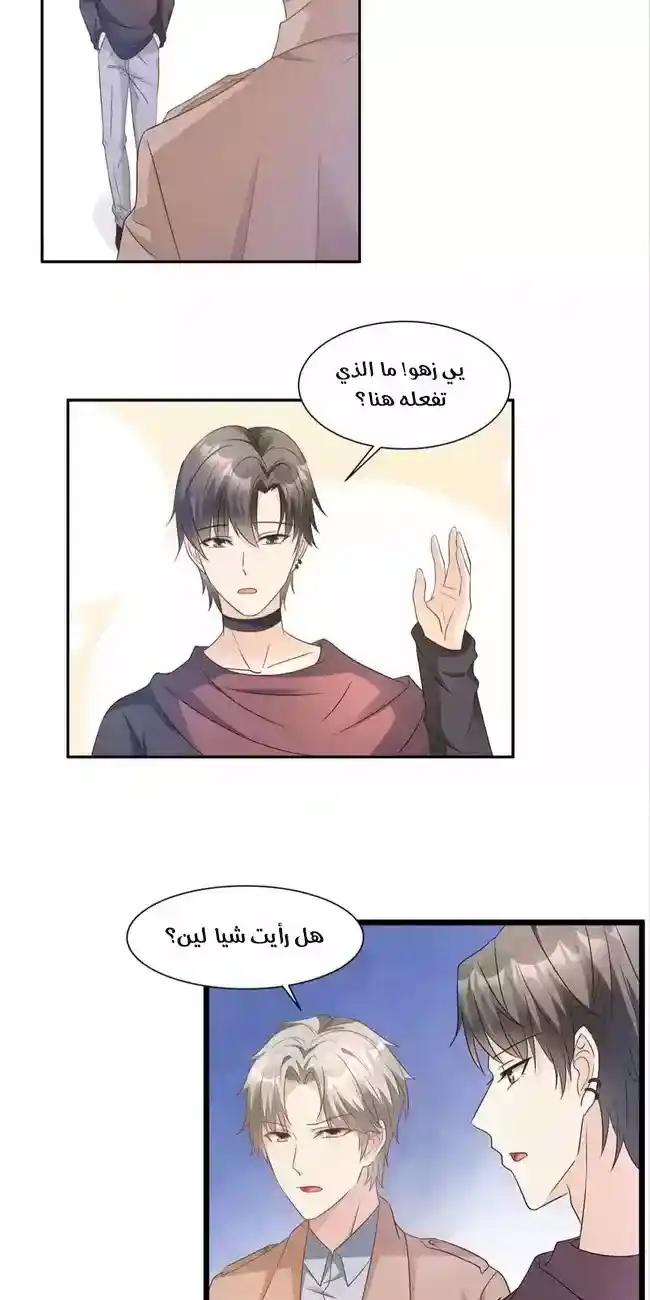 يي زهو! ما الذي
تفعله هنا؟
هل رأيت شيا لين؟